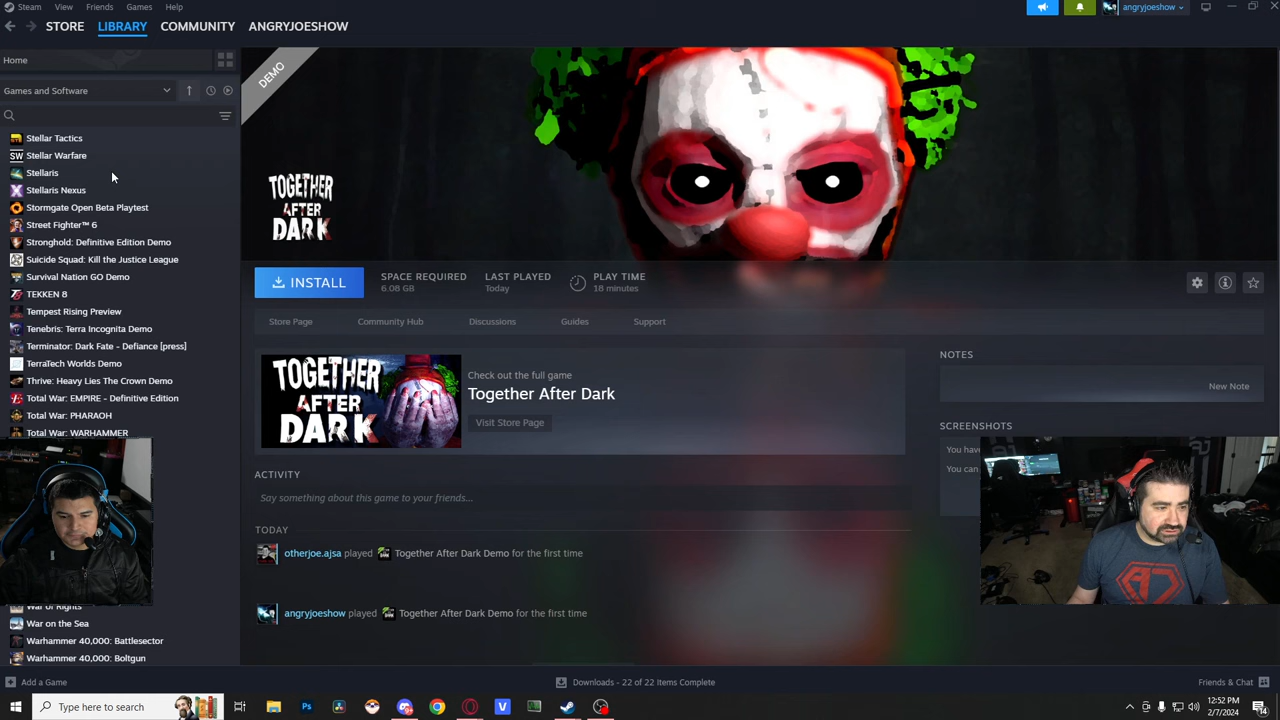 Steam View Friends Games Help
angryjoeshow
STORE LIBRARY COMMUNITY ANGRYJOESHOW
Home
Games and Software
Stellar Tactics
SW Stellar Warfare
Stellaris
Stellaris Nexus
Stormgate Open Beta Playtest
Street Fighter™ 6
Stronghold: Definitive Edition Demo
Suicide Squad: Kill the Justice League
Survival Nation GO Demo
TEKKEN 8
Tempest Rising Preview
Tenebris: Terra Incognita Demo
Terminator: Dark Fate - Defiance [press]
TerraTech Worlds Demo
Thrive: Heavy Lies The Crown Demo
Total War: EMPIRE - Definitive Edition
Total War: PHARAOH
Total War: WARHAMMER
War of Rights
War on the Sea
Warhammer 40,000: Battlesector
Warhammer 40,000: Boltgun
DEMO
TOGETHER
AFTER
DARK
INSTALL
SPACE REQUIRED
6.08 GB
LAST PLAYED
Today
PLAY TIME
18 minutes
Store Page Community Hub Discussions Guides Support
TOGETHER
AFTER
DARK
Check out the full game
Together After Dark
Visit Store Page
NOTES
New Note
SCREENSHOTS
You have
You can
ACTIVITY
Say something about this game to your friends...
TODAY
otherjoe.ajsa played Together After Dark Demo for the first time
angryjoeshow played Together After Dark Demo for the first time
Add a Game
Downloads - 22 of 22 Items Complete
Friends & Chat
Type here to search
Ps
V
12:52 PM
2/7/2024